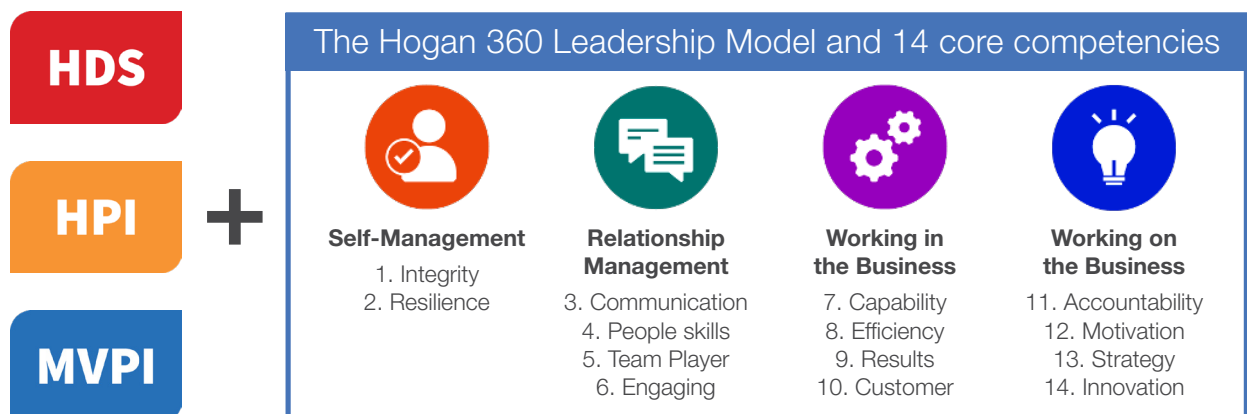 HDS
HPI
MVPI
+
The Hogan 360 Leadership Model and 14 core competencies
Self-Management
1. Integrity
2. Resilience
Relationship
Management
3. Communication
4. People skills
5. Team Player
6. Engaging
Working in
the Business
7. Capability
8. Efficiency
9. Results
10. Customer
Working on
the Business
11. Accountability
12. Motivation
13. Strategy
14. Innovation